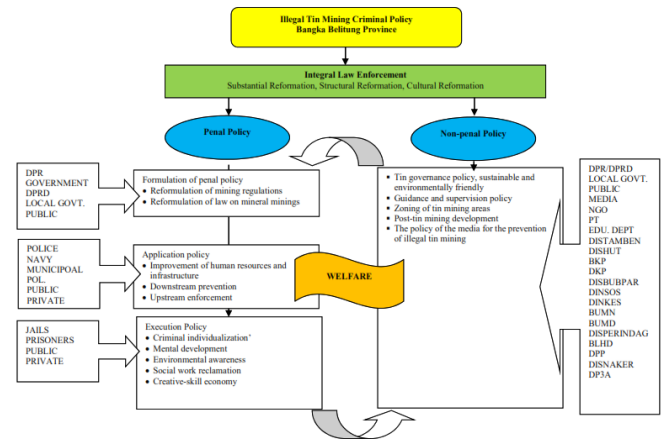 Illegal Tin Mining Criminal Policy
Bangka Belitung Province
Integral Law Enforcement
Substantial Reformation, Structural Reformation, Cultural Reformation
Penal Policy
Non-penal Policy
DPR
GOVERNMENT
DPRD
LOCAL GOVT.
PUBLIC
Formulation of penal policy
• Reformulation of mining regulations
• Reformulation of law on mineral minings
POLICE
NAVY
MUNICIPOAL
POL.
PUBLIC
PRIVATE
Application policy
• Improvement of human resources and
infrastructure
• Downstream prevention
• Upstream enforcement
JAILS
PRISONERS
PUBLIC
PRIVATE
Execution Policy
• Criminal individualization’
• Mental development
• Environmental awareness
• Social work reclamation
• Creative-skill economy
WELFARE
• Tin governance policy, sustainable and
environmentally friendly
• Guidance and supervision policy
• Zoning of tin mining areas
• Post-tin mining development
• The policy of the media for the prevention
of illegal tin mining
DPR/DPRD
LOCAL GOVT.
PUBLIC
MEDIA
NGO
PT
EDU. DEPT
DISTAMBEN
DISHUT
BKP
DKP
DISBUBPAR
DINSOS
DINKES
BUMN
BUMD
DISPERINDAG
BLHD
DPP
DISNAKER
DP3A